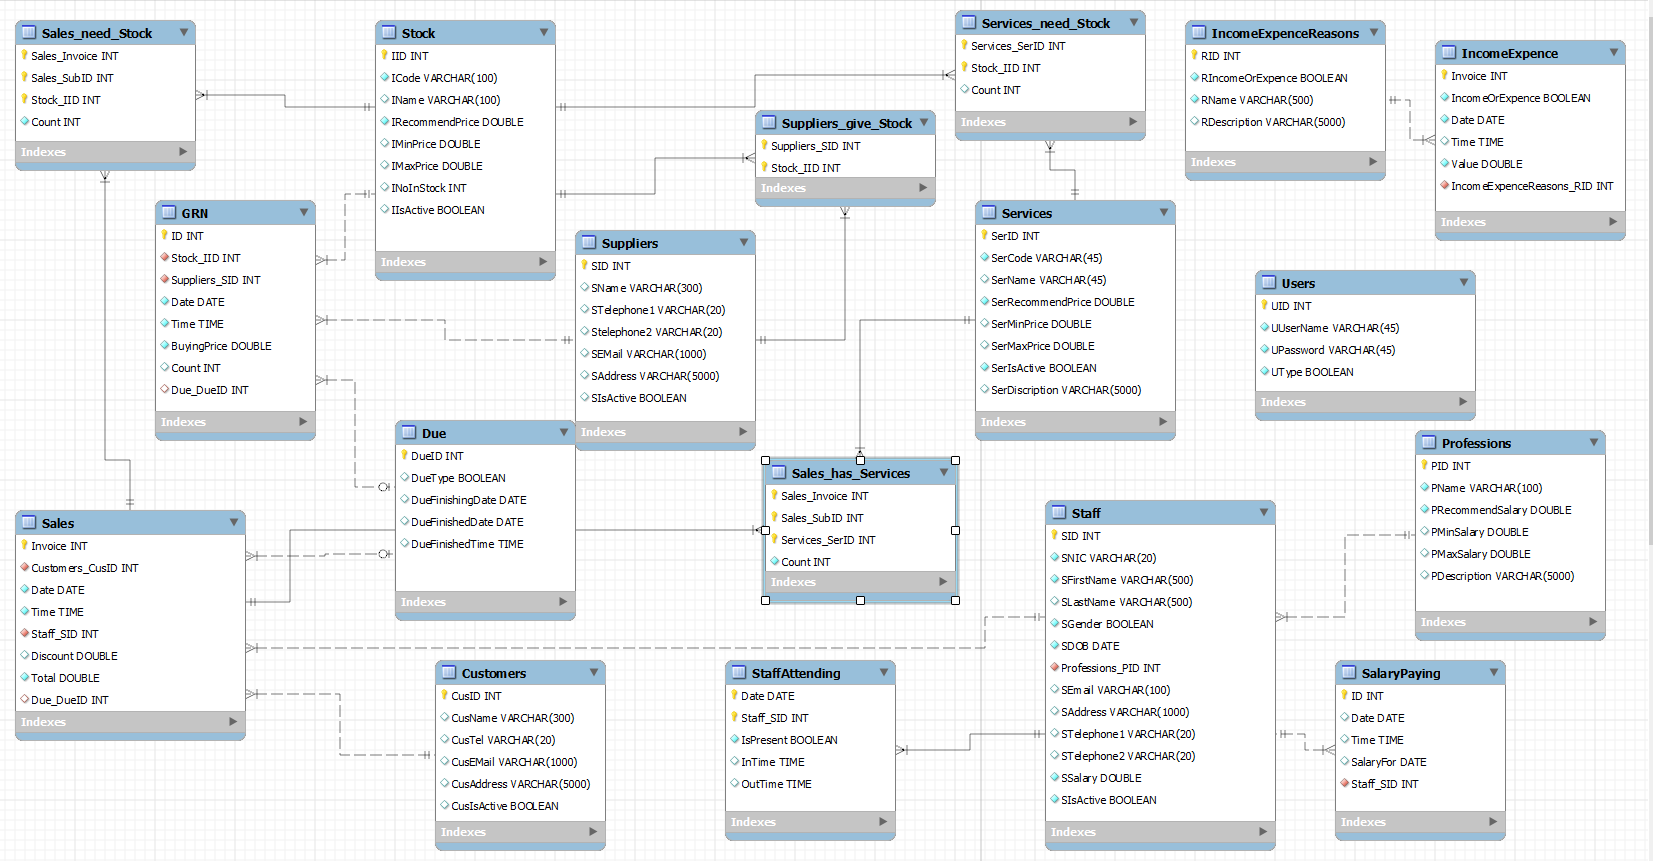 Sales_need_Stock
Sales_Invoice INT
Sales_SubID INT
Stock_IID INT
Count INT
Indexes
Stock
IID INT
ICode VARCHAR(100)
IName VARCHAR(100)
IRecommendPrice DOUBLE
IMinPrice DOUBLE
IMaxPrice DOUBLE
INoInStock INT
IIsActive BOOLEAN
Indexes
Services_need_Stock
Services_SerID INT
Stock_IID INT
Count INT
Indexes
IncomeExpenceReasons
RID INT
RIncomeOrExpence BOOLEAN
RName VARCHAR(500)
RDescription VARCHAR(5000)
Indexes
IncomeExpence
Invoice INT
IncomeOrExpence BOOLEAN
Date DATE
Time TIME
Value DOUBLE
IncomeExpenceReasons_RID INT
Indexes
Suppliers_give_Stock
Suppliers_SID INT
Stock_IID INT
Indexes
GRN
ID INT
Stock_IID INT
Suppliers_SID INT
Date DATE
Time TIME
BuyingPrice DOUBLE
Count INT
Due_DueID INT
Indexes
Suppliers
SID INT
SName VARCHAR(300)
STelephone1 VARCHAR(20)
Stelephone2 VARCHAR(20)
SEMail VARCHAR(1000)
SAddress VARCHAR(5000)
SIsActive BOOLEAN
Indexes
Services
SerID INT
SerCode VARCHAR(45)
SerName VARCHAR(45)
SerRecommendPrice DOUBLE
SerMinPrice DOUBLE
SerMaxPrice DOUBLE
SerIsActive BOOLEAN
SerDiscription VARCHAR(5000)
Indexes
Users
UID INT
UUserName VARCHAR(45)
UPassword VARCHAR(45)
UType BOOLEAN
Indexes
Due
DueID INT
DueType BOOLEAN
DueFinishingDate DATE
DueFinishedDate DATE
DueFinishedTime TIME
Indexes
Sales_has_Services
Sales_Invoice INT
Sales_SubID INT
Services_SerID INT
Count INT
Indexes
Professions
PID INT
PName VARCHAR(100)
PRecommendSalary DOUBLE
PMinSalary DOUBLE
PMaxSalary DOUBLE
PDescription VARCHAR(5000)
Indexes
Sales
Invoice INT
Customers_CusID INT
Date DATE
Time TIME
Staff_SID INT
Discount DOUBLE
Total DOUBLE
Due_DueID INT
Indexes
Staff
SID INT
SNIC VARCHAR(20)
SFirstName VARCHAR(500)
SLastName VARCHAR(500)
SGender BOOLEAN
SDOB DATE
Professions_PID INT
SEmail VARCHAR(100)
SAddress VARCHAR(1000)
STelephone1 VARCHAR(20)
STelephone2 VARCHAR(20)
SSalary DOUBLE
SIsActive BOOLEAN
Indexes
Customers
CusID INT
CusName VARCHAR(300)
CusTel VARCHAR(20)
CusEMail VARCHAR(1000)
CusAddress VARCHAR(5000)
CusIsActive BOOLEAN
Indexes
StaffAttending
Date DATE
Staff_SID INT
IsPresent BOOLEAN
InTime TIME
OutTime TIME
Indexes
SalaryPaying
ID INT
Date DATE
Time TIME
SalaryFor DATE
Staff_SID INT
Indexes